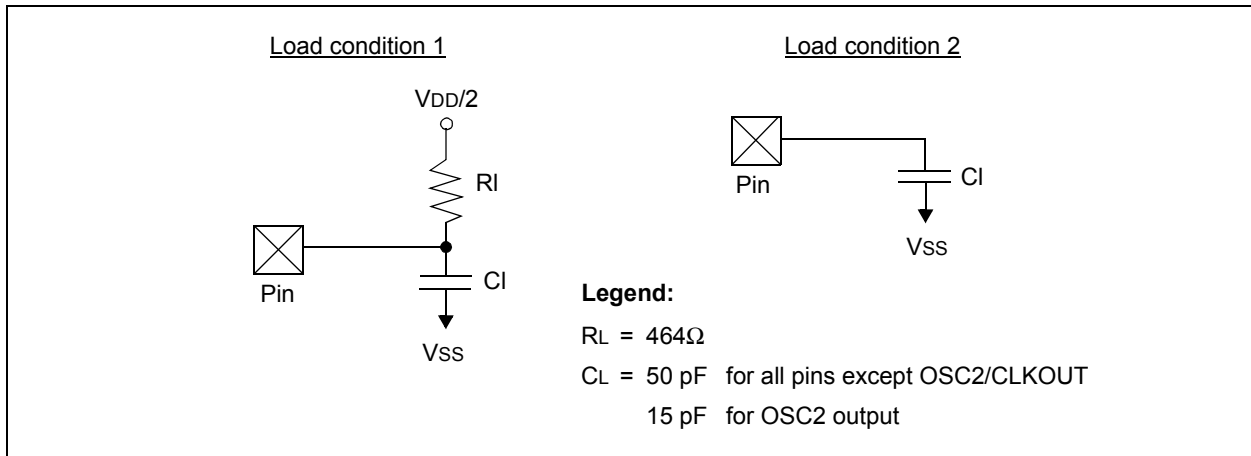 Load condition 1
VDD/2
Rl
Pin
Cl
VSS
Load condition 2
Pin
Cl
VSS
Legend:
RL = 464Ω
CL = 50 pF for all pins except OSC2/CLKOUT
15 pF for OSC2 output